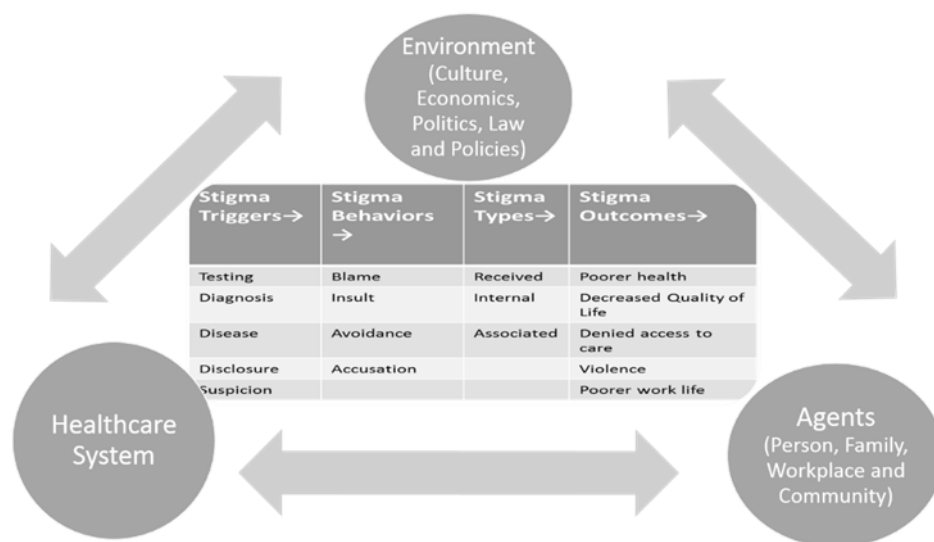 Environment
(Culture,
Economics,
Politics, Law
and Policies)
Stigma
Triggers→
Stigma
Behaviors
→
Stigma
Types→
Stigma
Outcomes→
Testing
Blame
Received
Poorer health
Diagnosis
Insult
Internal
Decreased Quality of
Life
Disease
Avoidance
Associated
Denied access to
care
Disclosure
Accusation
Violence
Suspicion
Poorer work life
Healthcare
System
Agents
(Person, Family,
Workplace and
Community)